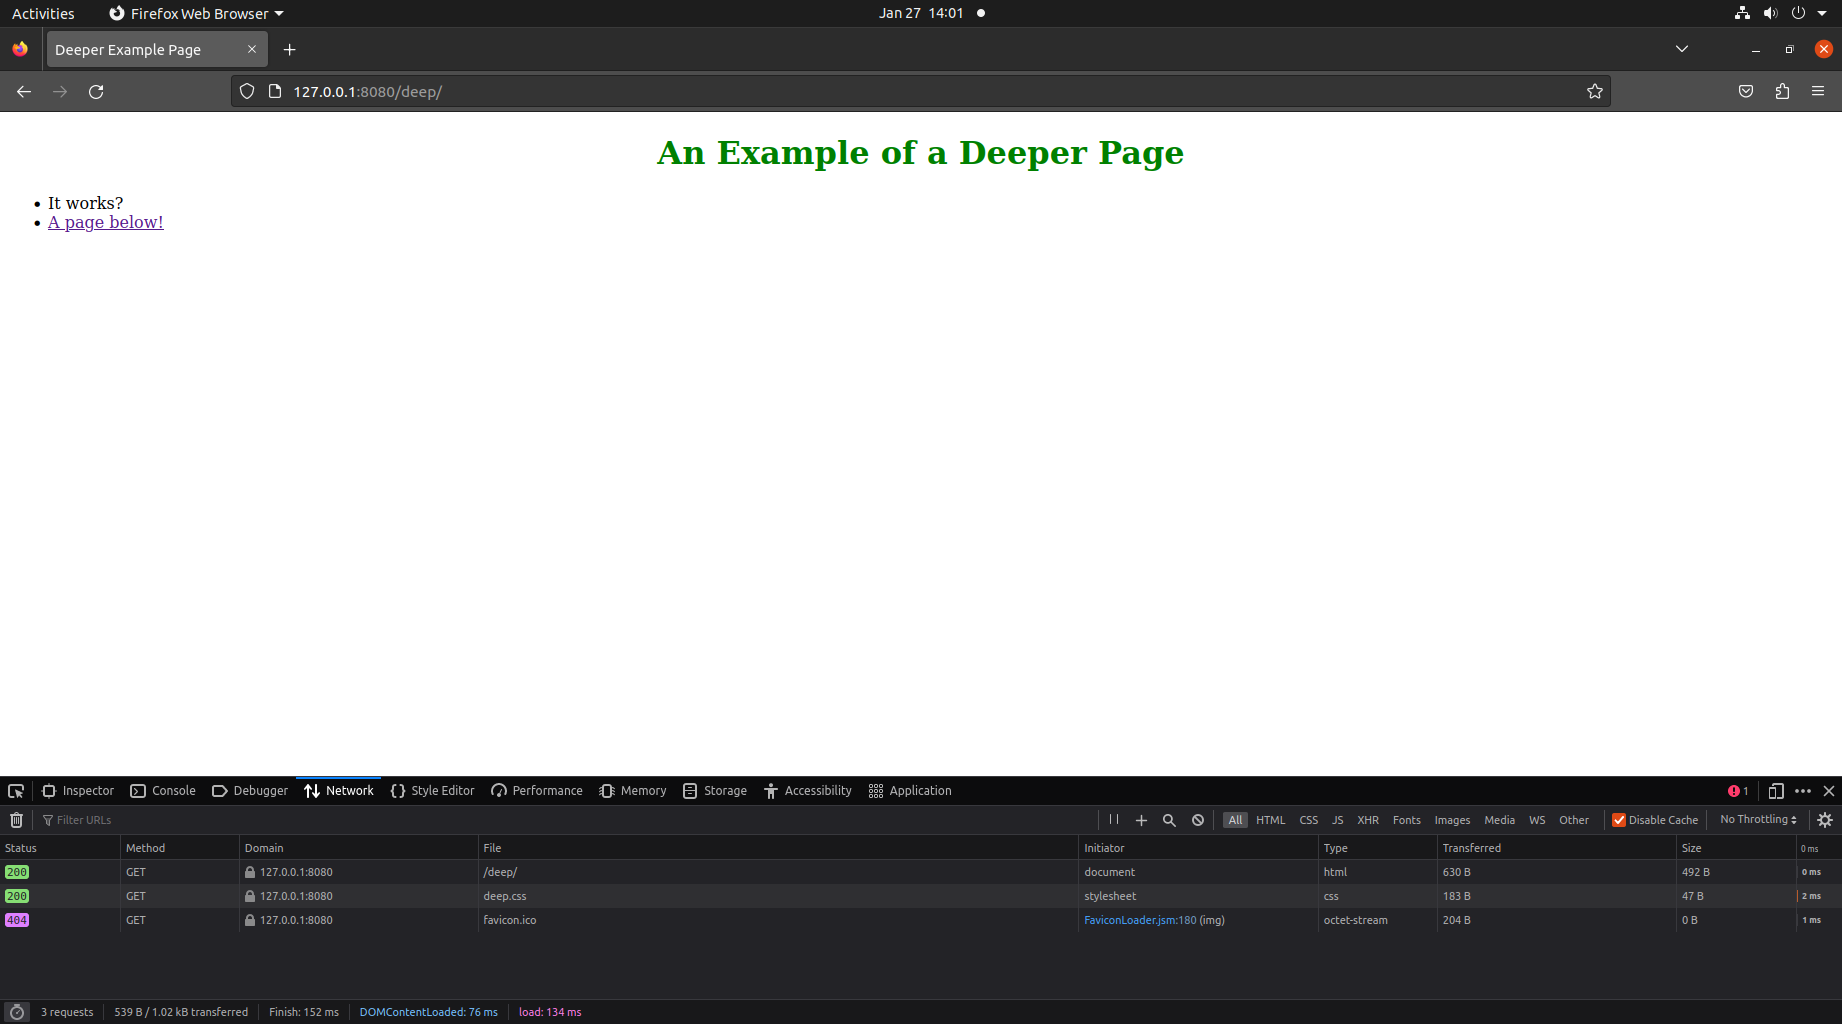 Activities Firefox Web Browser Jan 27 14:01
Deeper Example Page
127.0.0.1:8080/deep/
An Example of a Deeper Page
It works?
A page below!
Inspector Console Debugger Network Style Editor Performance Memory Storage Accessibility Application 1
Filter URLs All HTML CSS JS XHR Fonts Images Media WS Other Disable Cache No Throttling
Status Method Domain File Initiator Type Transferred Size 0 ms
200 GET 127.0.0.1:8080 /deep/ document html 630 B 492 B 0 ms
200 GET 127.0.0.1:8080 deep.css stylesheet css 183 B 47 B 2 ms
404 GET 127.0.0.1:8080 favicon.ico FaviconLoader.jsm:180 (img) octet-stream 204 B 0 B 1 ms
3 requests 539 B / 1.02 kB transferred Finish: 152 ms DOMContentLoaded: 76 ms load: 134 ms